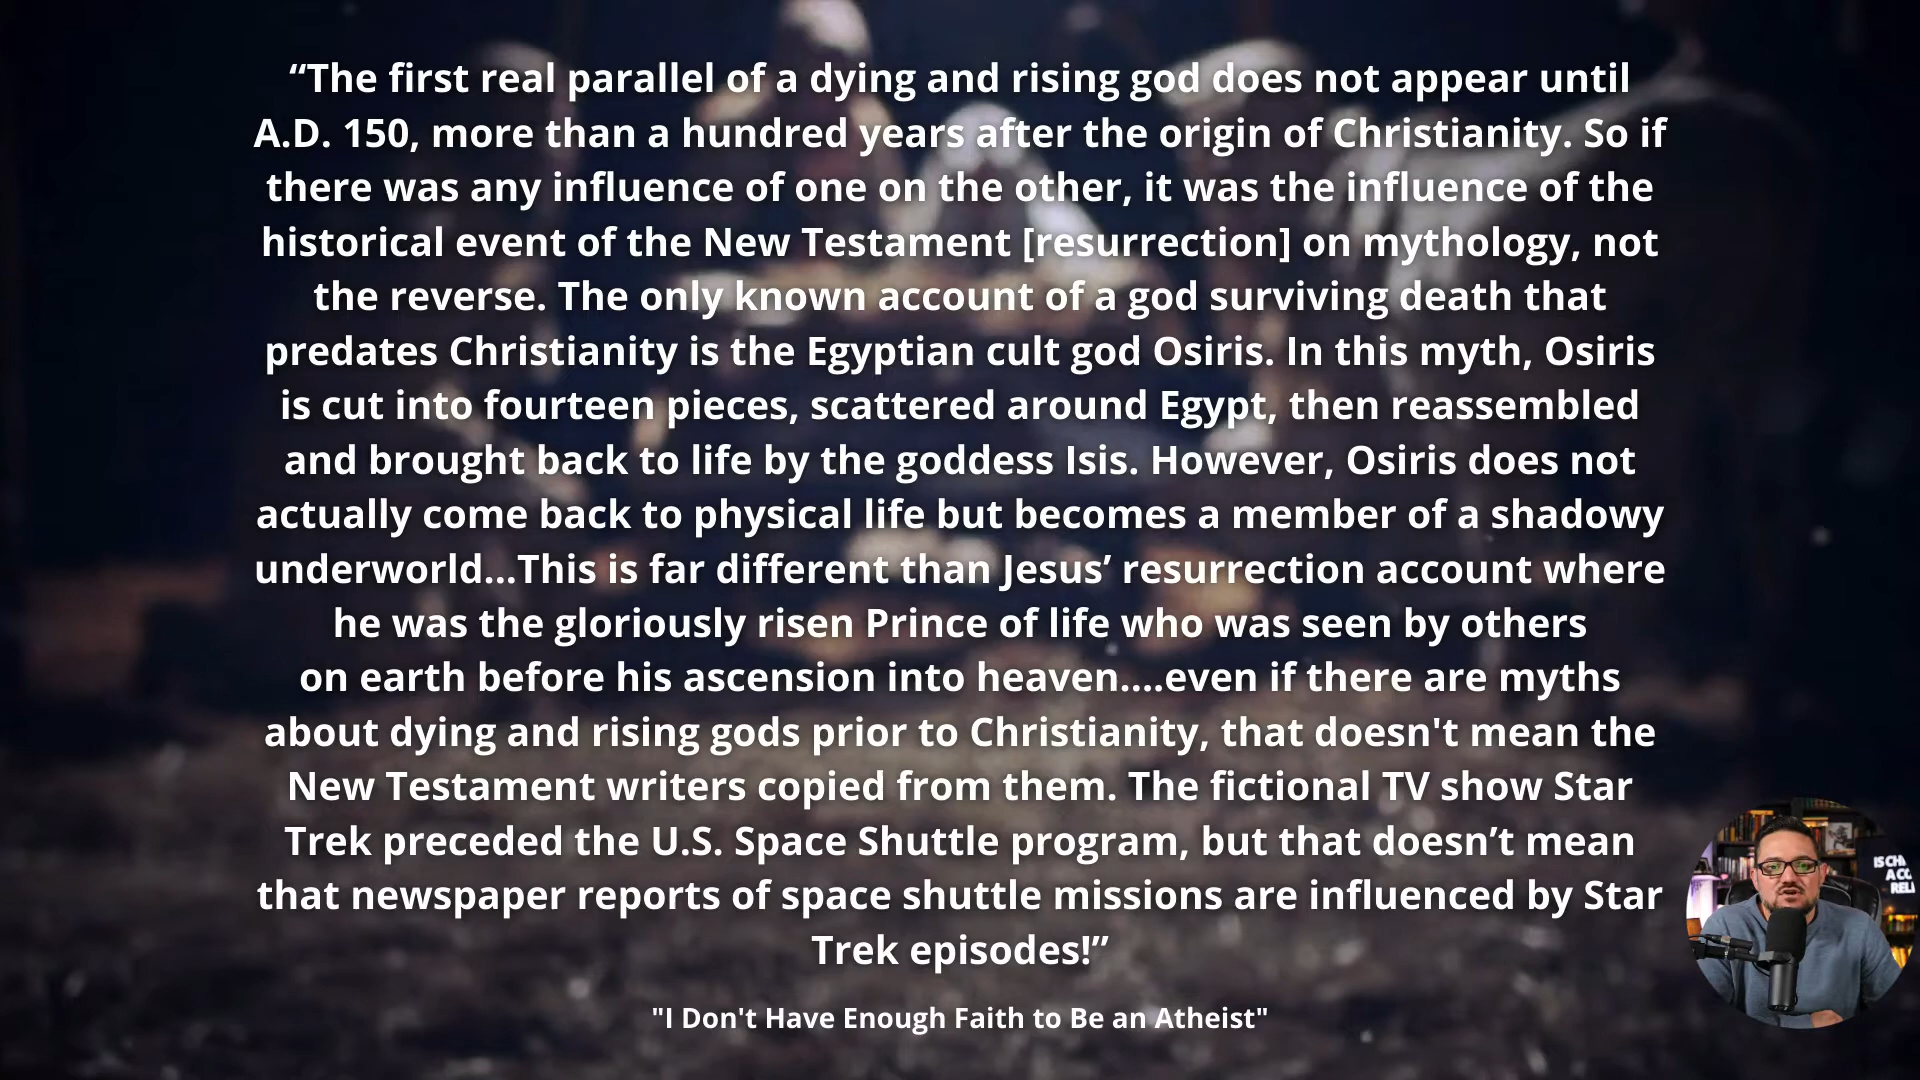 “The first real parallel of a dying and rising god does not appear until
A.D. 150, more than a hundred years after the origin of Christianity. So if
there was any influence of one on the other, it was the influence of the
historical event of the New Testament [resurrection] on mythology, not
the reverse. The only known account of a god surviving death that
predates Christianity is the Egyptian cult god Osiris. In this myth, Osiris
is cut into fourteen pieces, scattered around Egypt, then reassembled
and brought back to life by the goddess Isis. However, Osiris does not
actually come back to physical life but becomes a member of a shadowy
underworld...This is far different than Jesus’ resurrection account where
he was the gloriously risen Prince of life who was seen by others
on earth before his ascension into heaven....even if there are myths
about dying and rising gods prior to Christianity, that doesn't mean the
New Testament writers copied from them. The fictional TV show Star
Trek preceded the U.S. Space Shuttle program, but that doesn’t mean
that newspaper reports of space shuttle missions are influenced by Star
Trek episodes!”
"I Don't Have Enough Faith to Be an Atheist"
IS
A